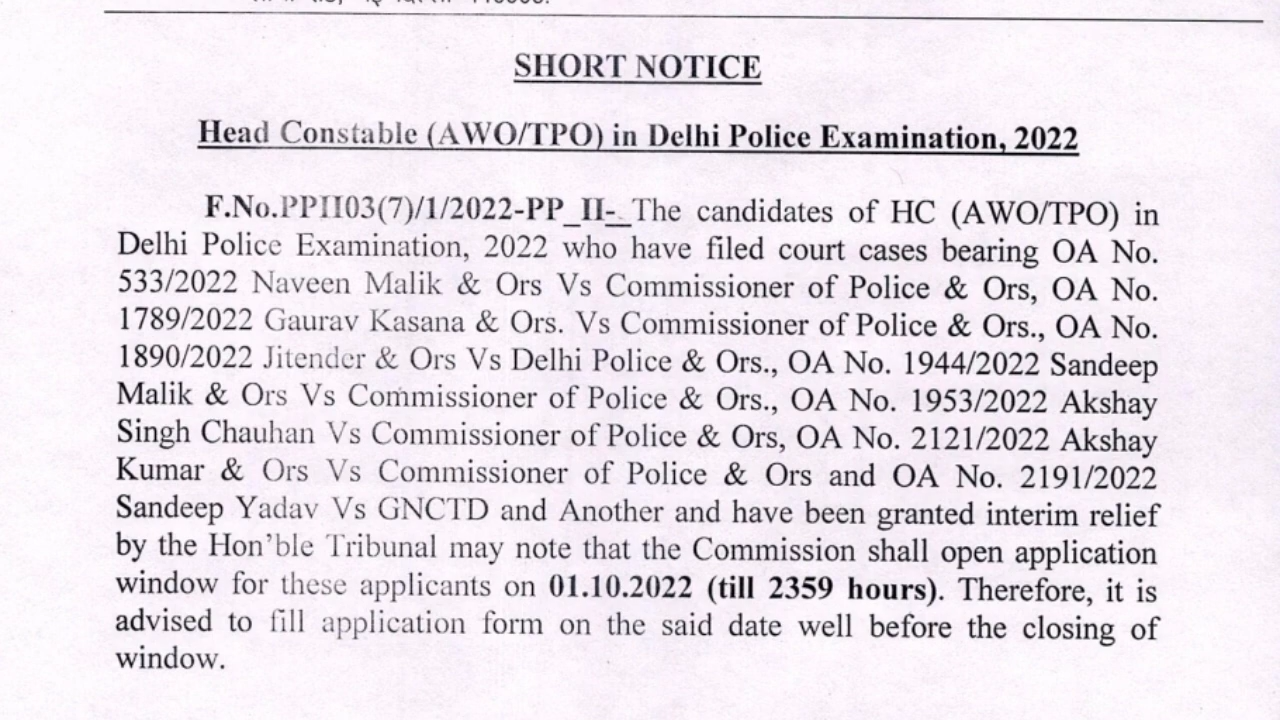 SHORT NOTICE
Head Constable (AWO/TPO) in Delhi Police Examination, 2022
F.No.PPII03(7)/1/2022-PP_II-_The candidates of HC (AWO/TPO) in
Delhi Police Examination, 2022 who have filed court cases bearing OA No.
533/2022 Naveen Malik & Ors Vs Commissioner of Police & Ors, OA No.
1789/2022 Gaurav Kasana & Ors. Vs Commissioner of Police & Ors., OA No.
1890/2022 Jitender & Ors Vs Delhi Police & Ors., OA No. 1944/2022 Sandeep
Malik & Ors Vs Commissioner of Police & Ors., OA No. 1953/2022 Akshay
Singh Chauhan Vs Commissioner of Police & Ors, OA No. 2121/2022 Akshay
Kumar & Ors Vs Commissioner of Police & Ors and OA No. 2191/2022
Sandeep Yadav Vs GNCTD and Another and have been granted interim relief
by the Hon'ble Tribunal may note that the Commission shall open application
window for these applicants on 01.10.2022 (till 2359 hours). Therefore, it is
advised to fill application form on the said date well before the closing of
window.